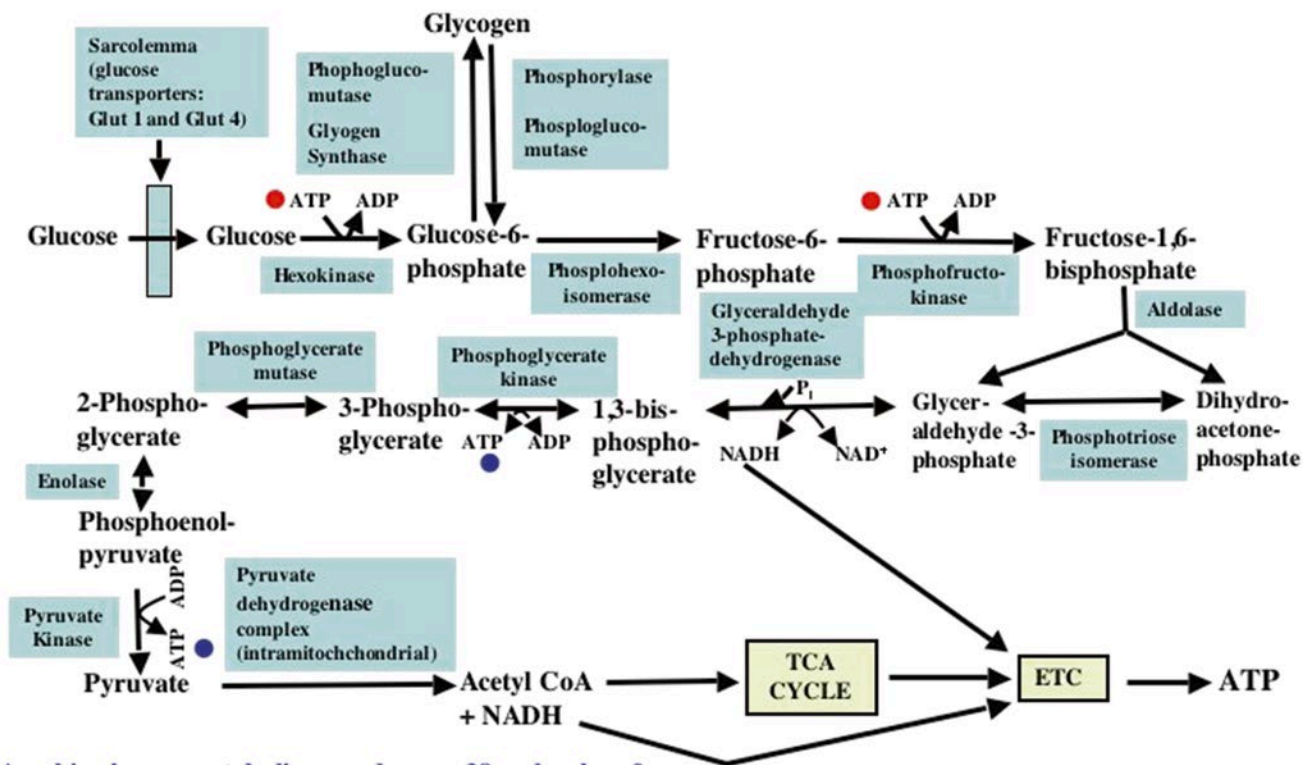 Glycogen
Sarcolemma
(glucose
transporters:
Glut 1 and Glut 4)
Phophogluco-
mutase
Glyogen
Synthase
Phosphorylase
Phosplogluco-
mutase
ATP
ADP
ATP
ADP
Glucose
Glucose
Glucose-6-
phosphate
Fructose-6-
phosphate
Fructose-1,6-
bisphosphate
Hexokinase
Phosplohexo-
isomerase
Phosphofructo-
kinase
Aldolase
Glyceraldehyde
3-phosphate-
dehydrogenase
Phosphoglycerate
mutase
Phosphoglycerate
kinase
2-Phospho-
glycerate
3-Phospho-
glycerate
ATP
ADP
1,3-bis-
phospho-
glycerate
Pi
NADH
NAD+
Glycer-
aldehyde -3-
phosphate
Phosphotriose
isomerase
Dihydro-
acetone-
phosphate
Enolase
Phosphoenol-
pyruvate
Pyruvate
Kinase
ADP
ATP
Pyruvate
dehydrogenase
complex
(intramitochchondrial)
Pyruvate
Acetyl CoA
+ NADH
TCA
CYCLE
ETC
ATP